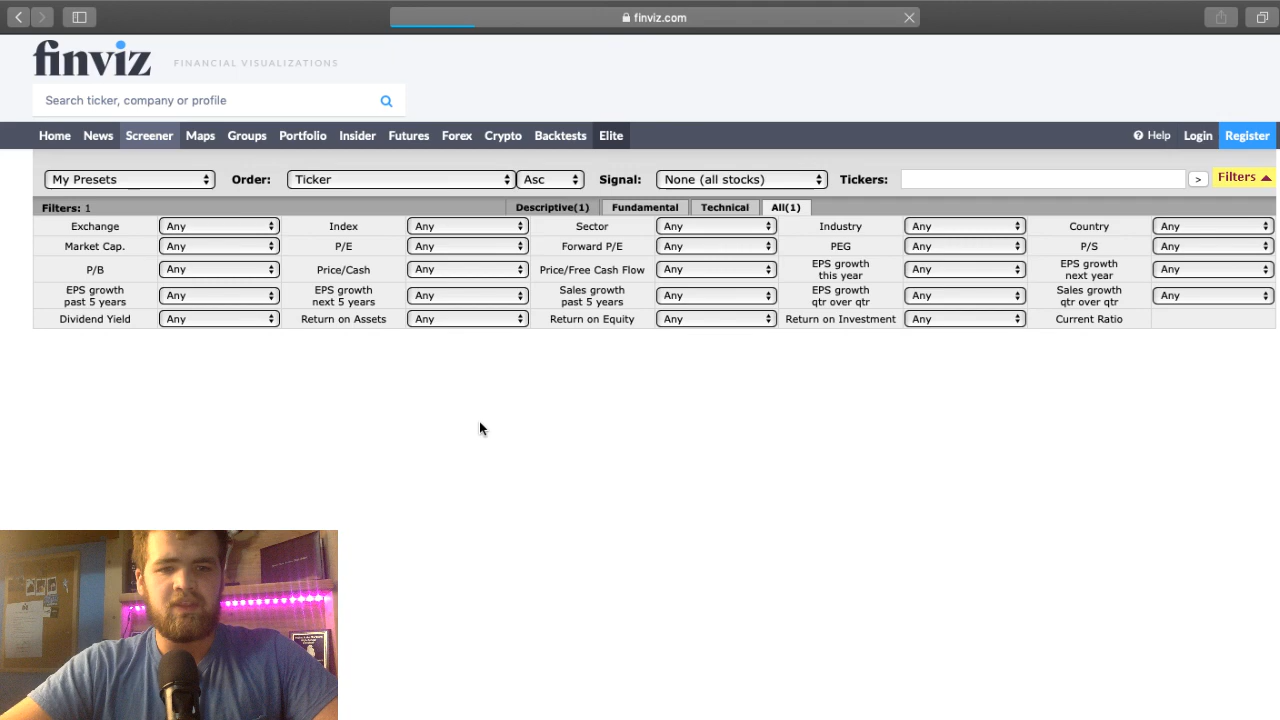 finviz.com
finviz FINANCIAL VISUALIZATIONS
Search ticker, company or profile
Home News Screener Maps Groups Portfolio Insider Futures Forex Crypto Backtests Elite Help Login Register
My Presets Order: Ticker Asc Signal: None (all stocks) Tickers: > Filters
Filters: 1 Descriptive(1) Fundamental Technical All(1)
Exchange Any Index Any Sector Any Industry Any Country Any
Market Cap. Any P/E Any Forward P/E Any PEG Any P/S Any
P/B Any Price/Cash Any Price/Free Cash Flow Any EPS growth this year Any EPS growth next year Any
EPS growth past 5 years Any EPS growth next 5 years Any Sales growth past 5 years Any EPS growth qtr over qtr Any Sales growth qtr over qtr Any
Dividend Yield Any Return on Assets Any Return on Equity Any Return on Investment Any Current Ratio